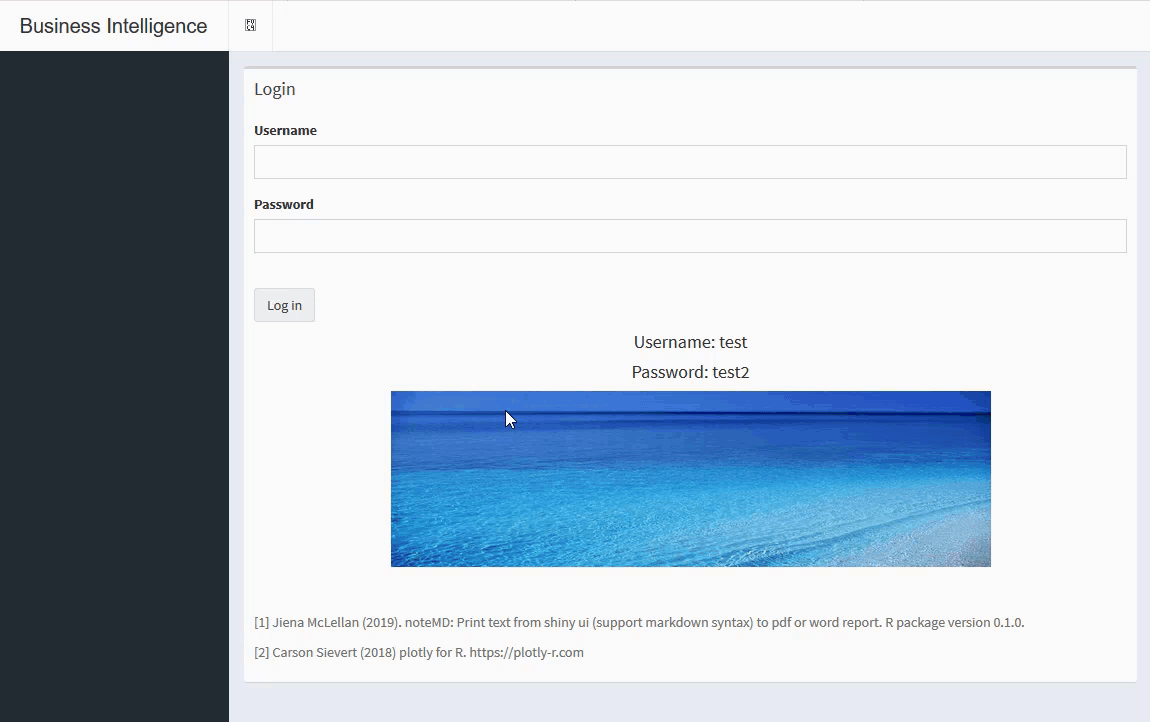 Business Intelligence
Login
Username
Password
Log in
Username: test
Password: test2
[1] Jiena McLellan (2019). noteMD: Print text from shiny ui (support markdown syntax) to pdf or word report. R package version 0.1.0.
[2] Carson Sievert (2018) plotly for R. https://plotly-r.com